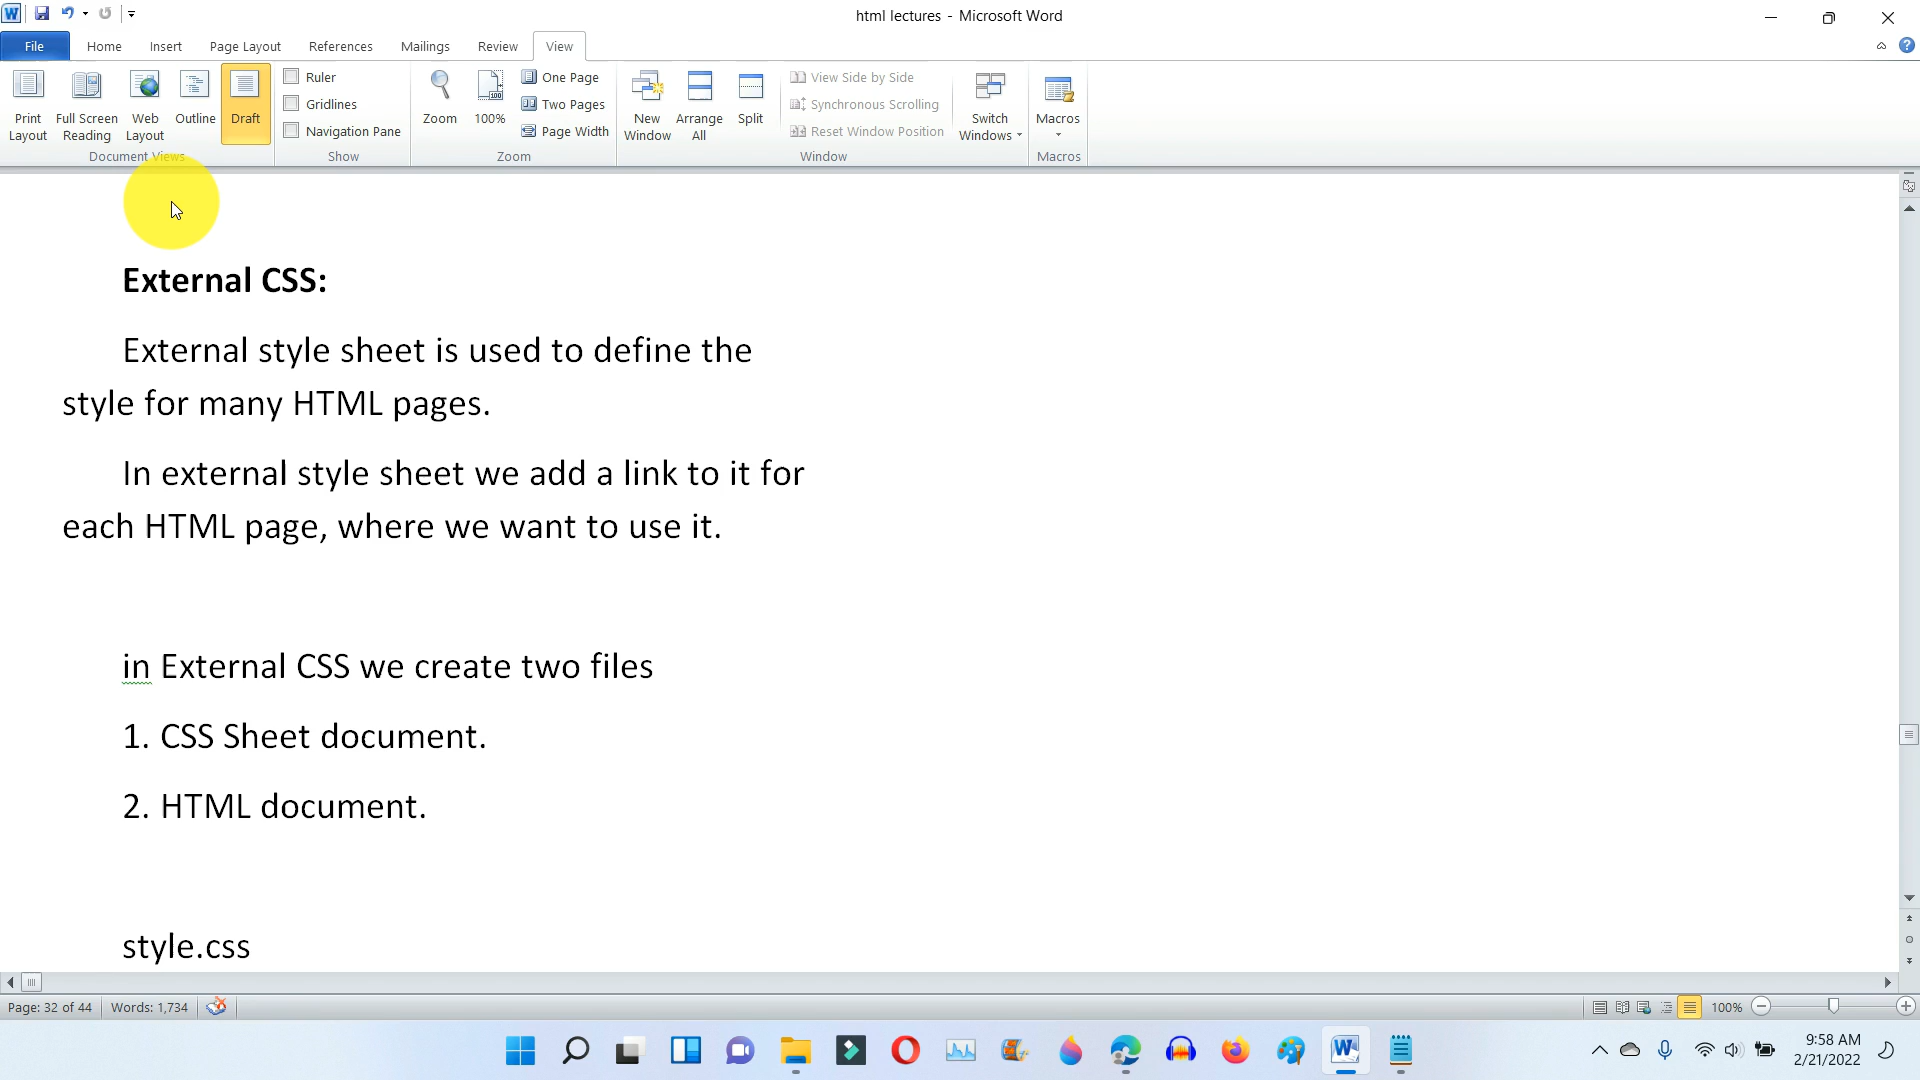 html lectures - Microsoft Word
File Home Insert Page Layout References Mailings Review View
Print Layout
Full Screen Reading
Web Layout
Outline
Draft
Document Views
Ruler
Gridlines
Navigation Pane
Show
Zoom
100
100%
One Page
Two Pages
Page Width
Zoom
New Window
Arrange All
Split
View Side by Side
Synchronous Scrolling
Reset Window Position
Switch Windows
Window
Macros
Macros
External CSS:
External style sheet is used to define the
style for many HTML pages.
In external style sheet we add a link to it for
each HTML page, where we want to use it.
in External CSS we create two files
1. CSS Sheet document.
2. HTML document.
style.css
Page: 32 of 44 Words: 1,734 100%
9:58 AM
2/21/2022